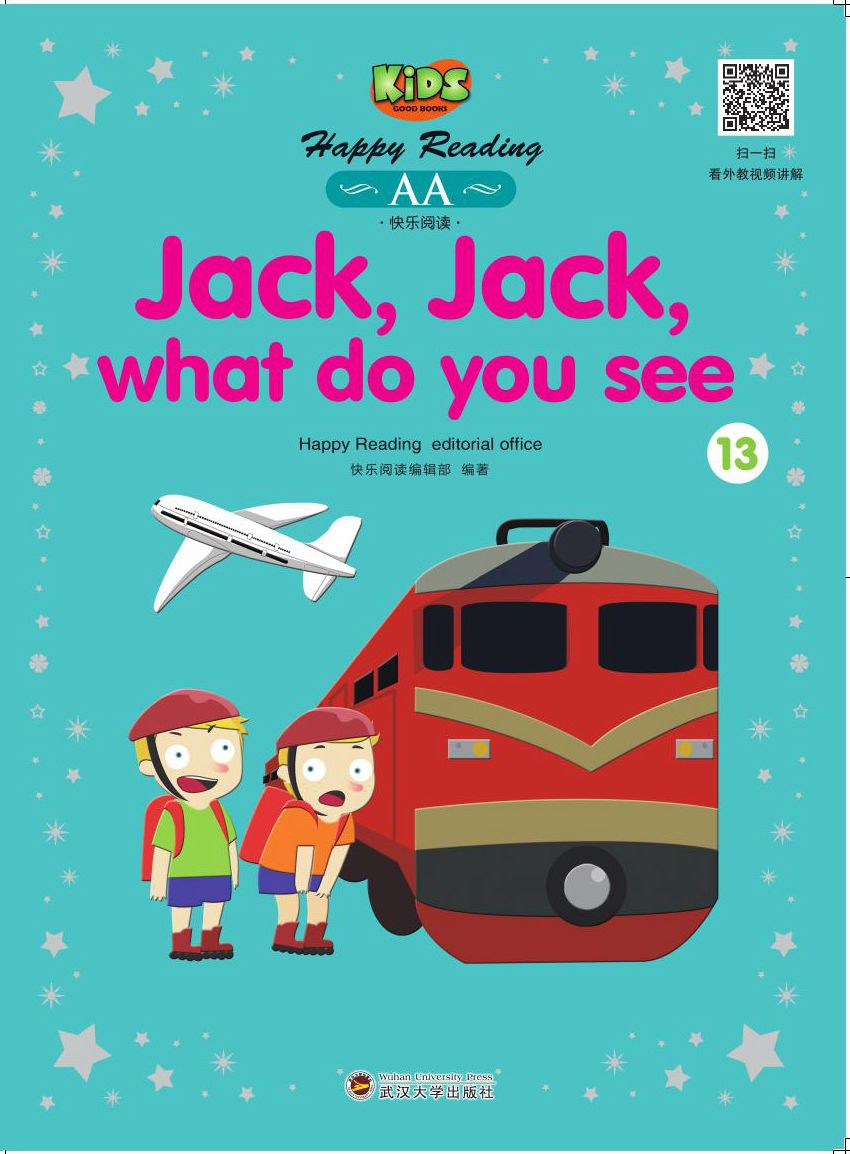 KiDS
GOOD BOOKS
扫一扫
看外教视频讲解
Happy Reading
AA
·快乐阅读·
Jack, Jack,
what do you see
Happy Reading editorial office
快乐阅读编辑部 编著
13
Wuhan University Press
武汉大学出版社